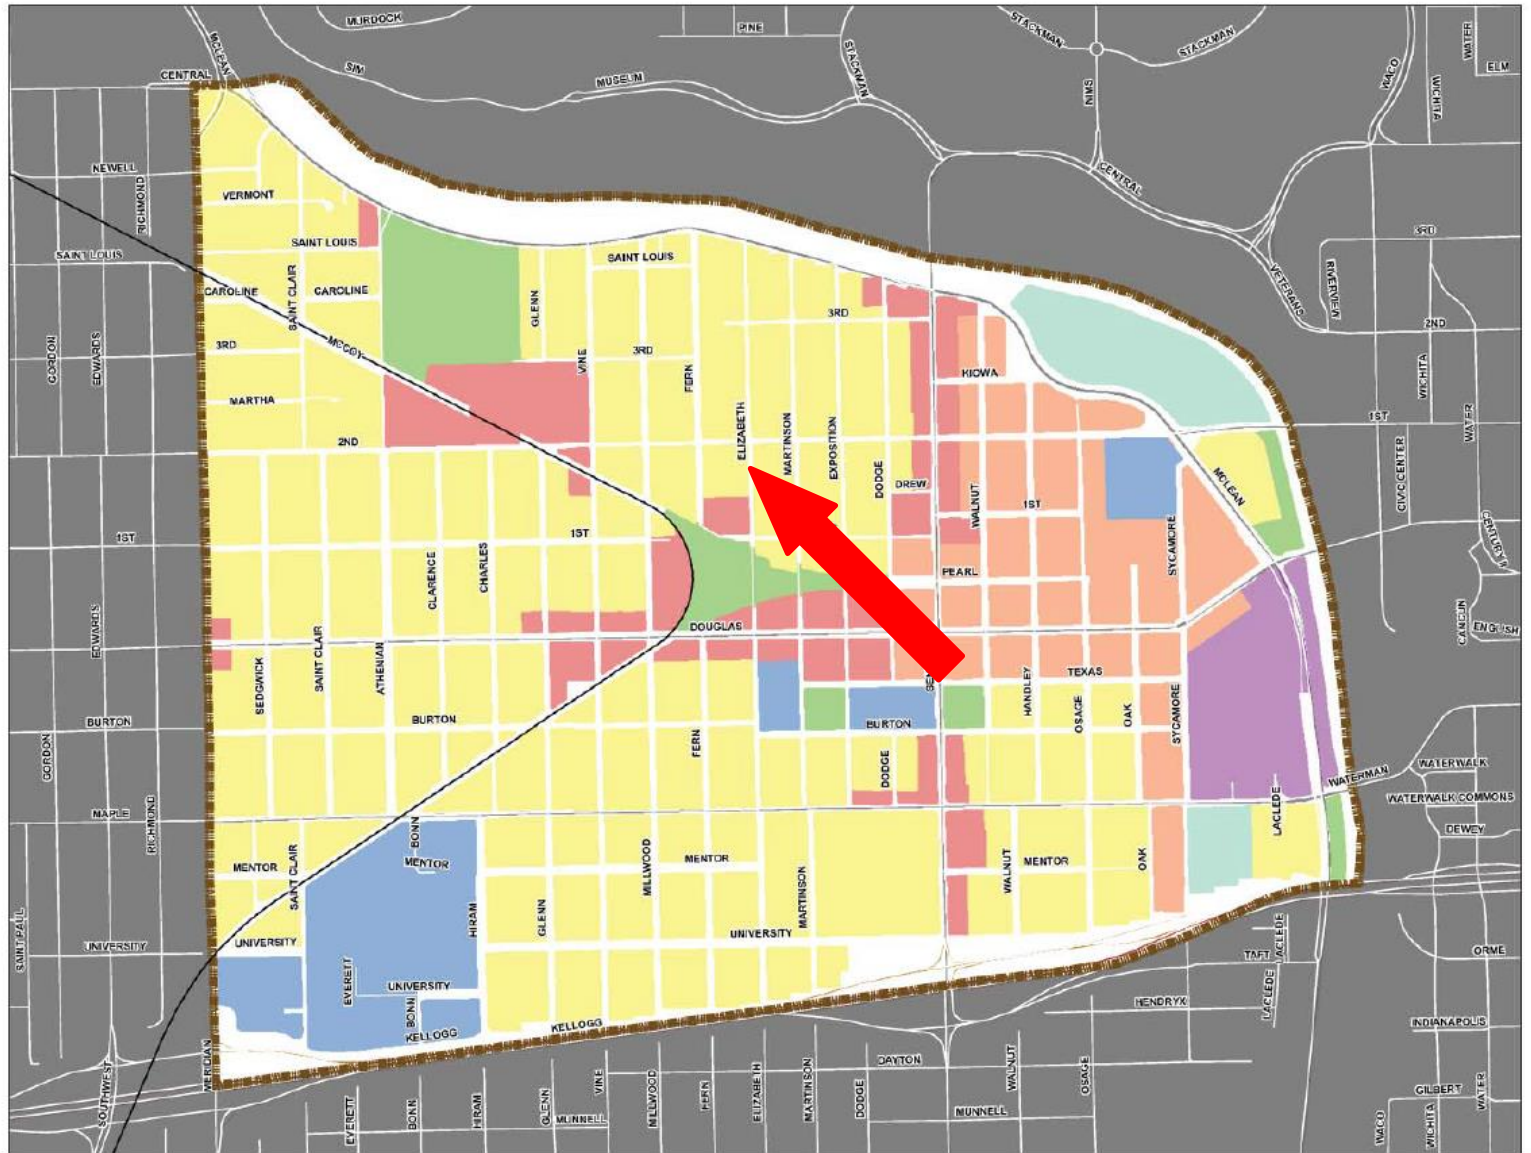 MURDOCK
PINE
STACKMAN
STACKMAN
STACKMAN
WATER
ELM
MCLEAN
CENTRAL
SIM
MUSEUM
SIMS
WACO
WICHITA
NEWELL
RICHMOND
VERMONT
CENTRAL
SAINT LOUIS
SAINT LOUIS
SAINT LOUIS
3RD
VETERANS
RIVERVIEW
CAROLINE
SAINT CLAIR
CAROLINE
GLENN
3RD
2ND
GORDON
EDWARDS
3RD
MCCOY
VINE
3RD
FERN
KIOWA
WICHITA
MARTHA
ELIZABETH
MARTINSON
EXPOSITION
1ST
WATER
2ND
DODGE
DREW
WALNUT
1ST
MCLEAN
CIVIC CENTER
1ST
1ST
CLARENCE
CHARLES
SYCAMORE
PEARL
CENTURY II
EDWARDS
DOUGLAS
CANCUN
ENGLISH
SEDGWICK
SAINT CLAIR
ATHENIAN
HANDLEY
TEXAS
OSAGE
OAK
SYCAMORE
BURTON
BURTON
FERN
BURTON
GORDON
DODGE
WATERMAN
WATERWALK
MAPLE
RICHMOND
LACLEDE
WATERWALK COMMONS
DEWEY
BONN
MENTOR
SAINT CLAIR
MENTOR
MILLWOOD
MENTOR
MARTINSON
WALNUT
MENTOR
OAK
SAINT PAUL
UNIVERSITY
UNIVERSITY
HIRAM
GLENN
UNIVERSITY
LACLEDE
TAFT
ORME
EVERETT
UNIVERSITY
BONN
KELLOGG
KELLOGG
HENDRYX
LACLEDE
INDIANAPOLIS
SOUTHWEST
MERIDIAN
VINE
MILLWOOD
FERN
ELIZABETH
MARTINSON
DODGE
DAYTON
WALNUT
OSAGE
GILBERT
WATER
EVERETT
BONN
HIRAM
GLENN
MUNNELL
MUNNELL
WACO
WICHITA